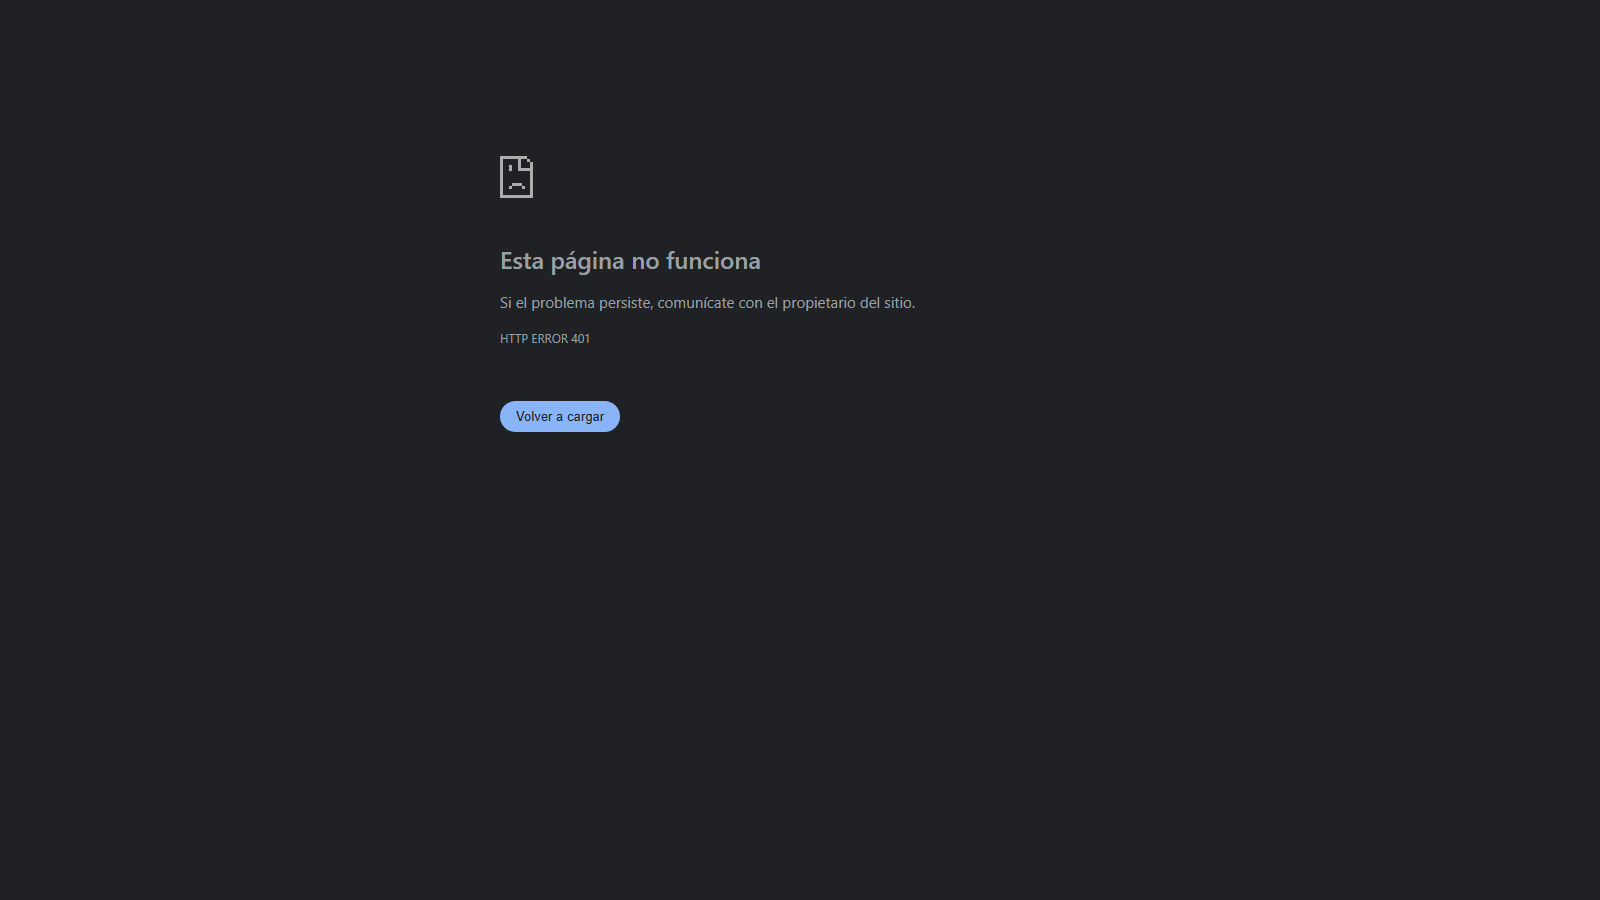 Esta página no funciona
Si el problema persiste, comunícate con el propietario del sitio.
HTTP ERROR 401
Volver a cargar